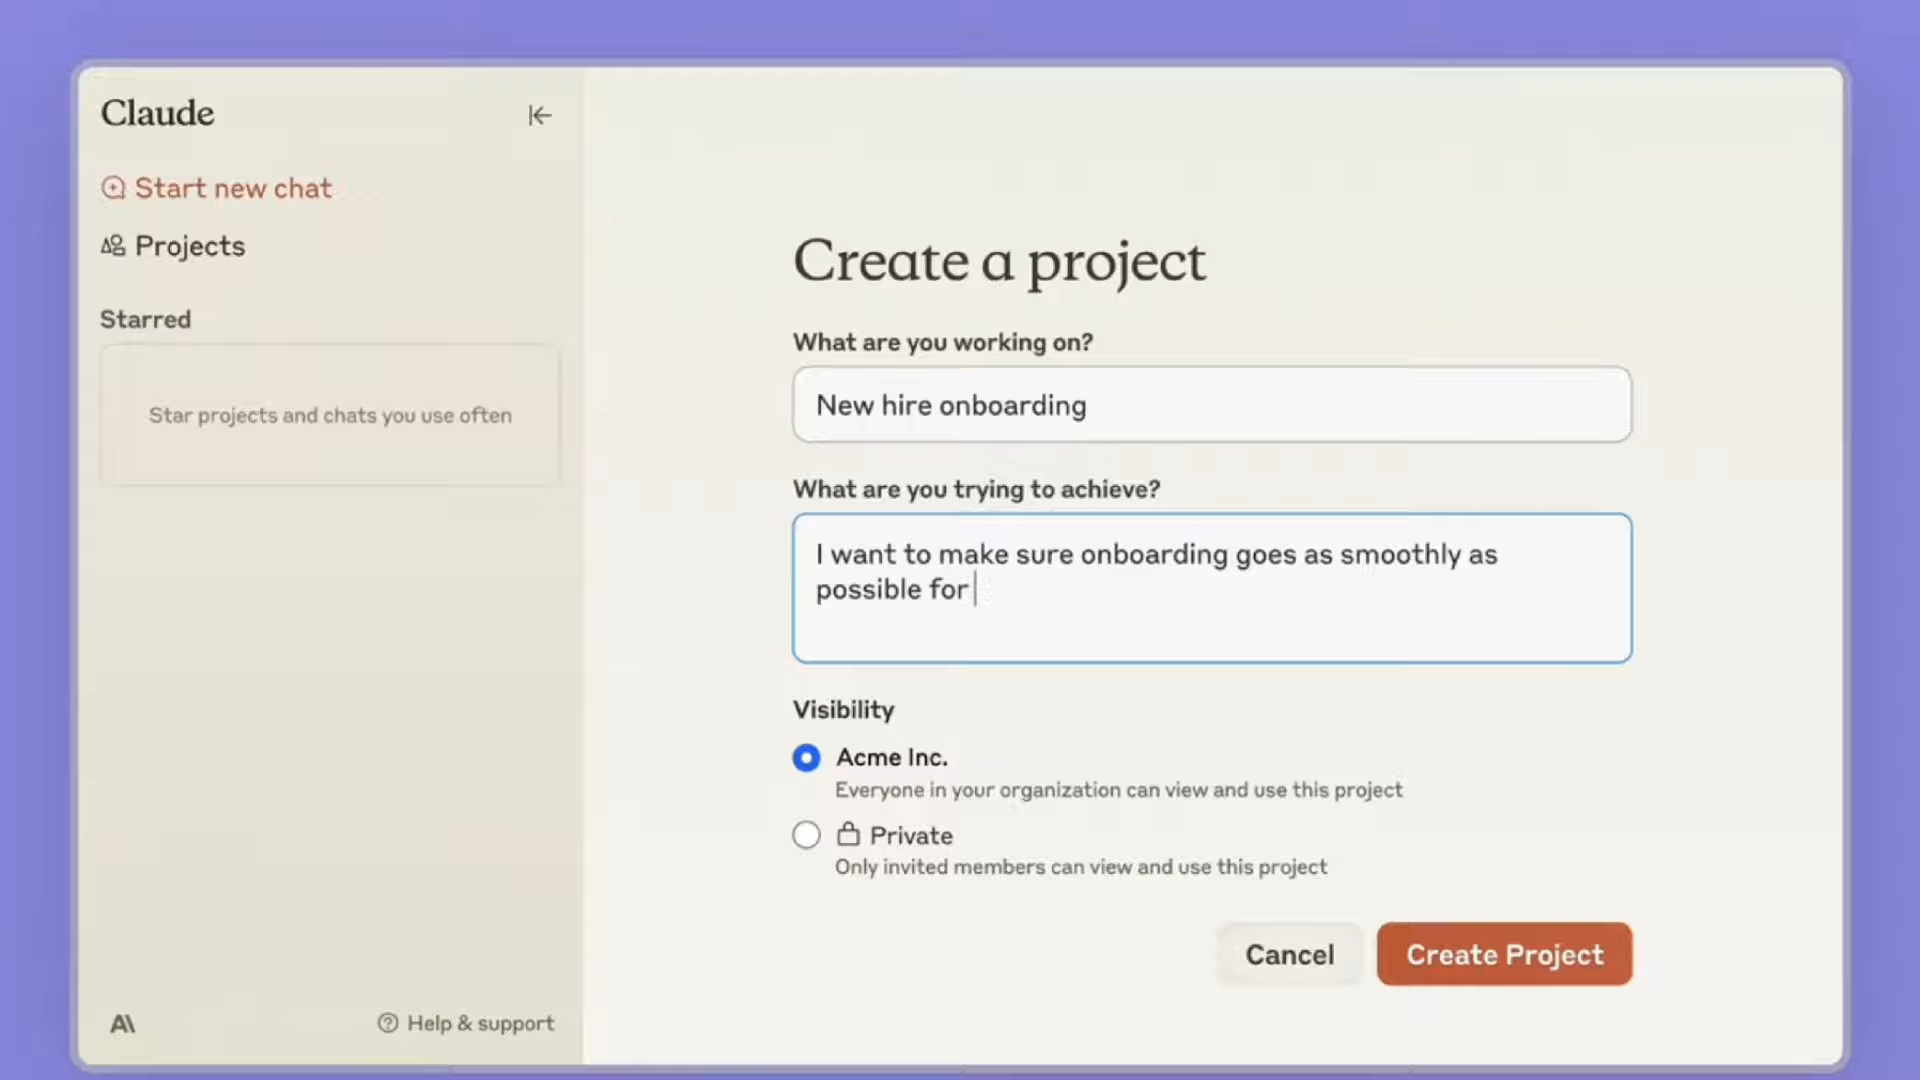 Claude
Start new chat
Projects
Starred
Star projects and chats you use often
Create a project
What are you working on?
New hire onboarding
What are you trying to achieve?
I want to make sure onboarding goes as smoothly as
possible for
Visibility
Acme Inc.
Everyone in your organization can view and use this project
Private
Only invited members can view and use this project
Cancel
Create Project
Help & support